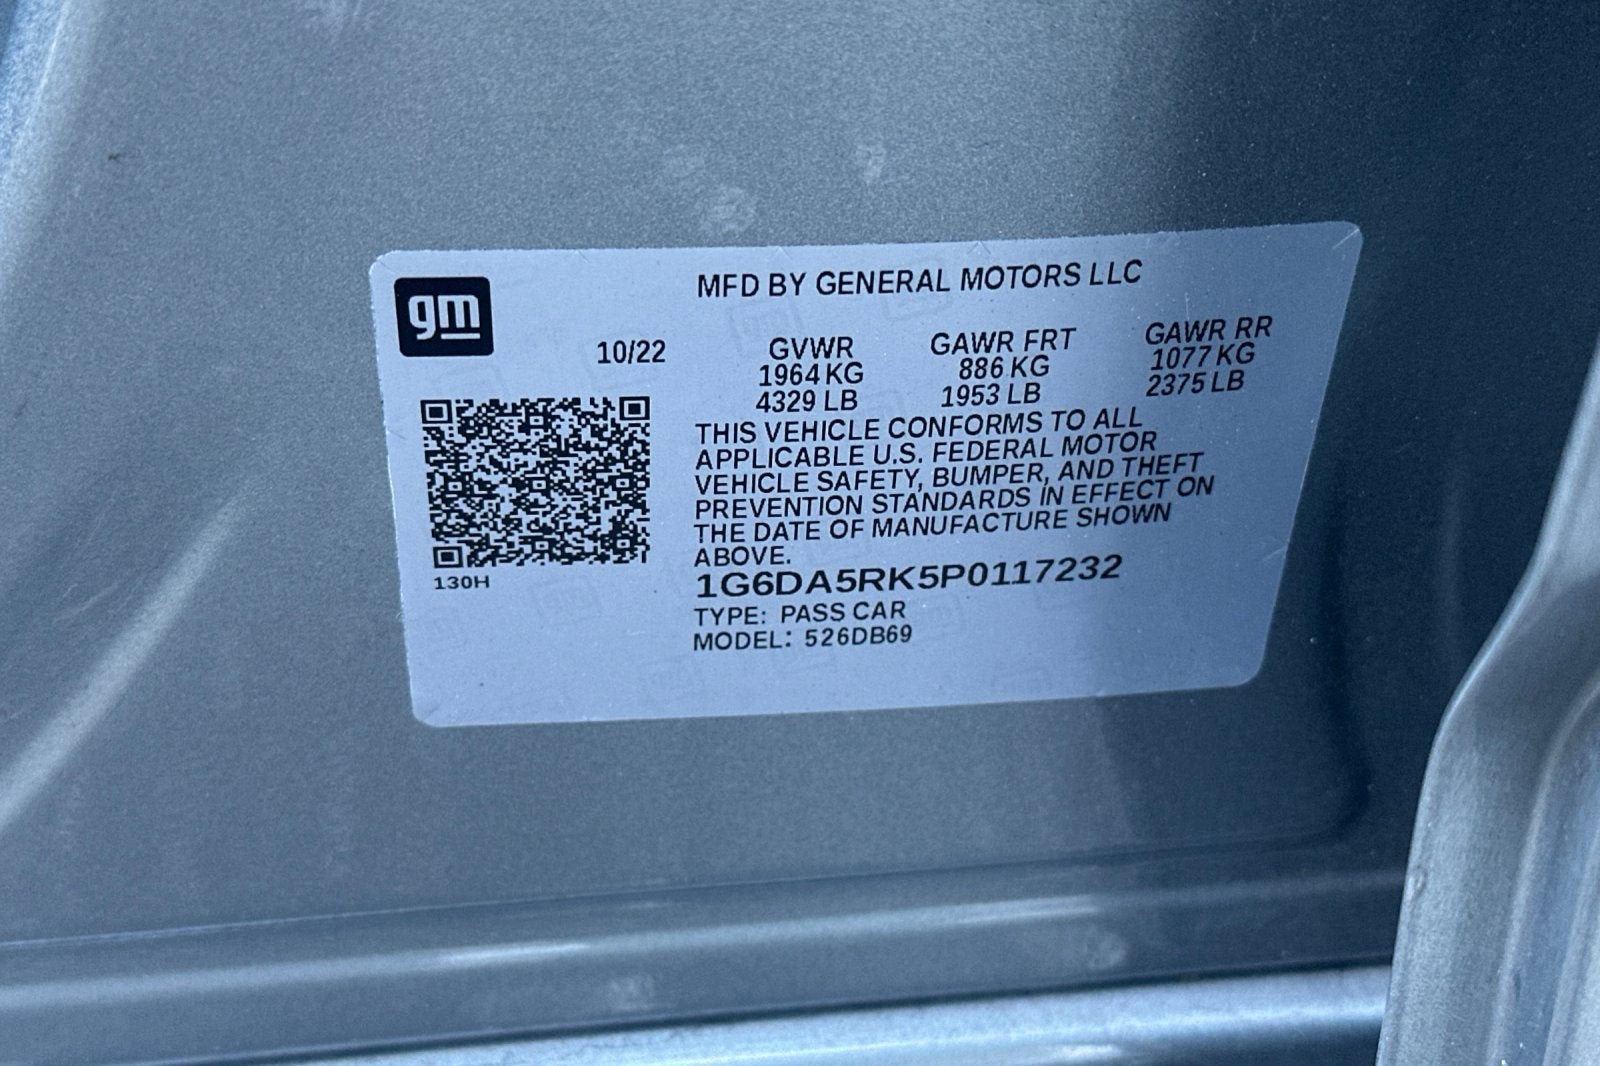 gm
MFD BY GENERAL MOTORS LLC
10/22
GVWR
1964 KG
4329 LB
GAWR FRT
886 KG
1953 LB
GAWR RR
1077 KG
2375 LB
THIS VEHICLE CONFORMS TO ALL
APPLICABLE U.S. FEDERAL MOTOR
VEHICLE SAFETY, BUMPER, AND THEFT
PREVENTION STANDARDS IN EFFECT ON
THE DATE OF MANUFACTURE SHOWN
ABOVE.
130H
1G6DA5RK5P0117232
TYPE: PASS CAR
MODEL: 526DB69